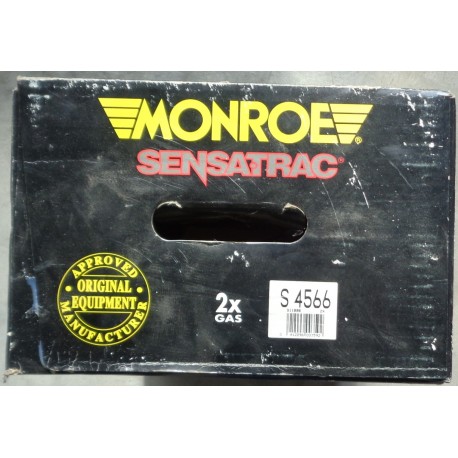 MONROE®
SENSATRAC®
APPROVED
ORIGINAL
EQUIPMENT
MANUFACTURER
2x
GAS
S 4566